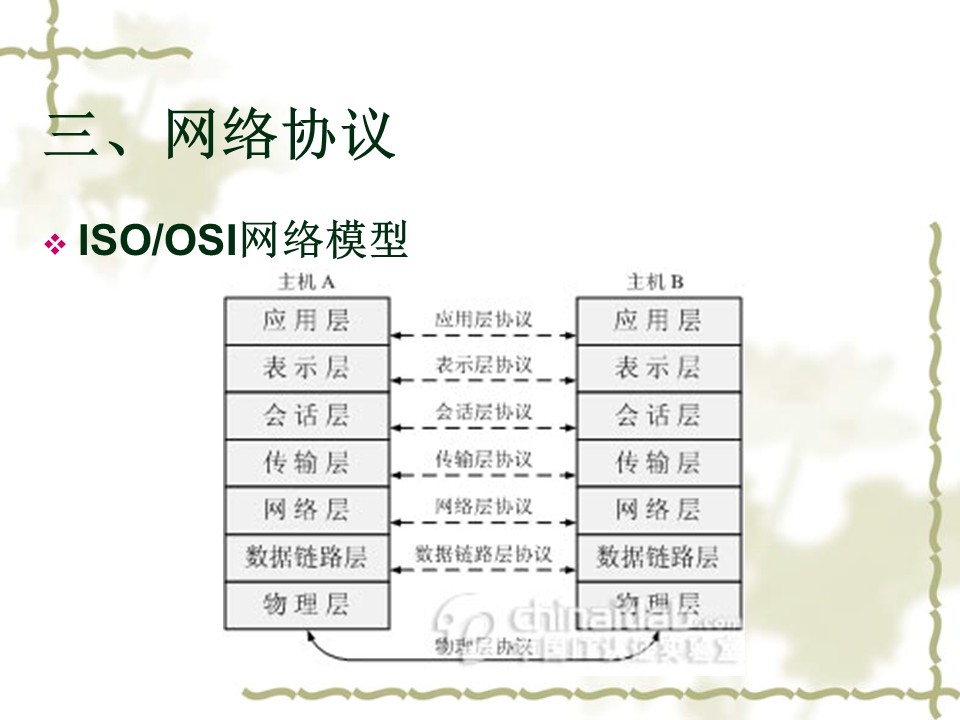 三、网络协议
ISO/OSI网络模型
主机 A 主机 B
应用层 应用层协议 应用层
表示层 表示层协议 表示层
会话层 会话层协议 会话层
传输层 传输层协议 传输层
网络层 网络层协议 网络层
数据链路层 数据链路层协议 数据链路层
物理层 物理层
chinaitlab.com
物理层协议
中国IT认证实验室